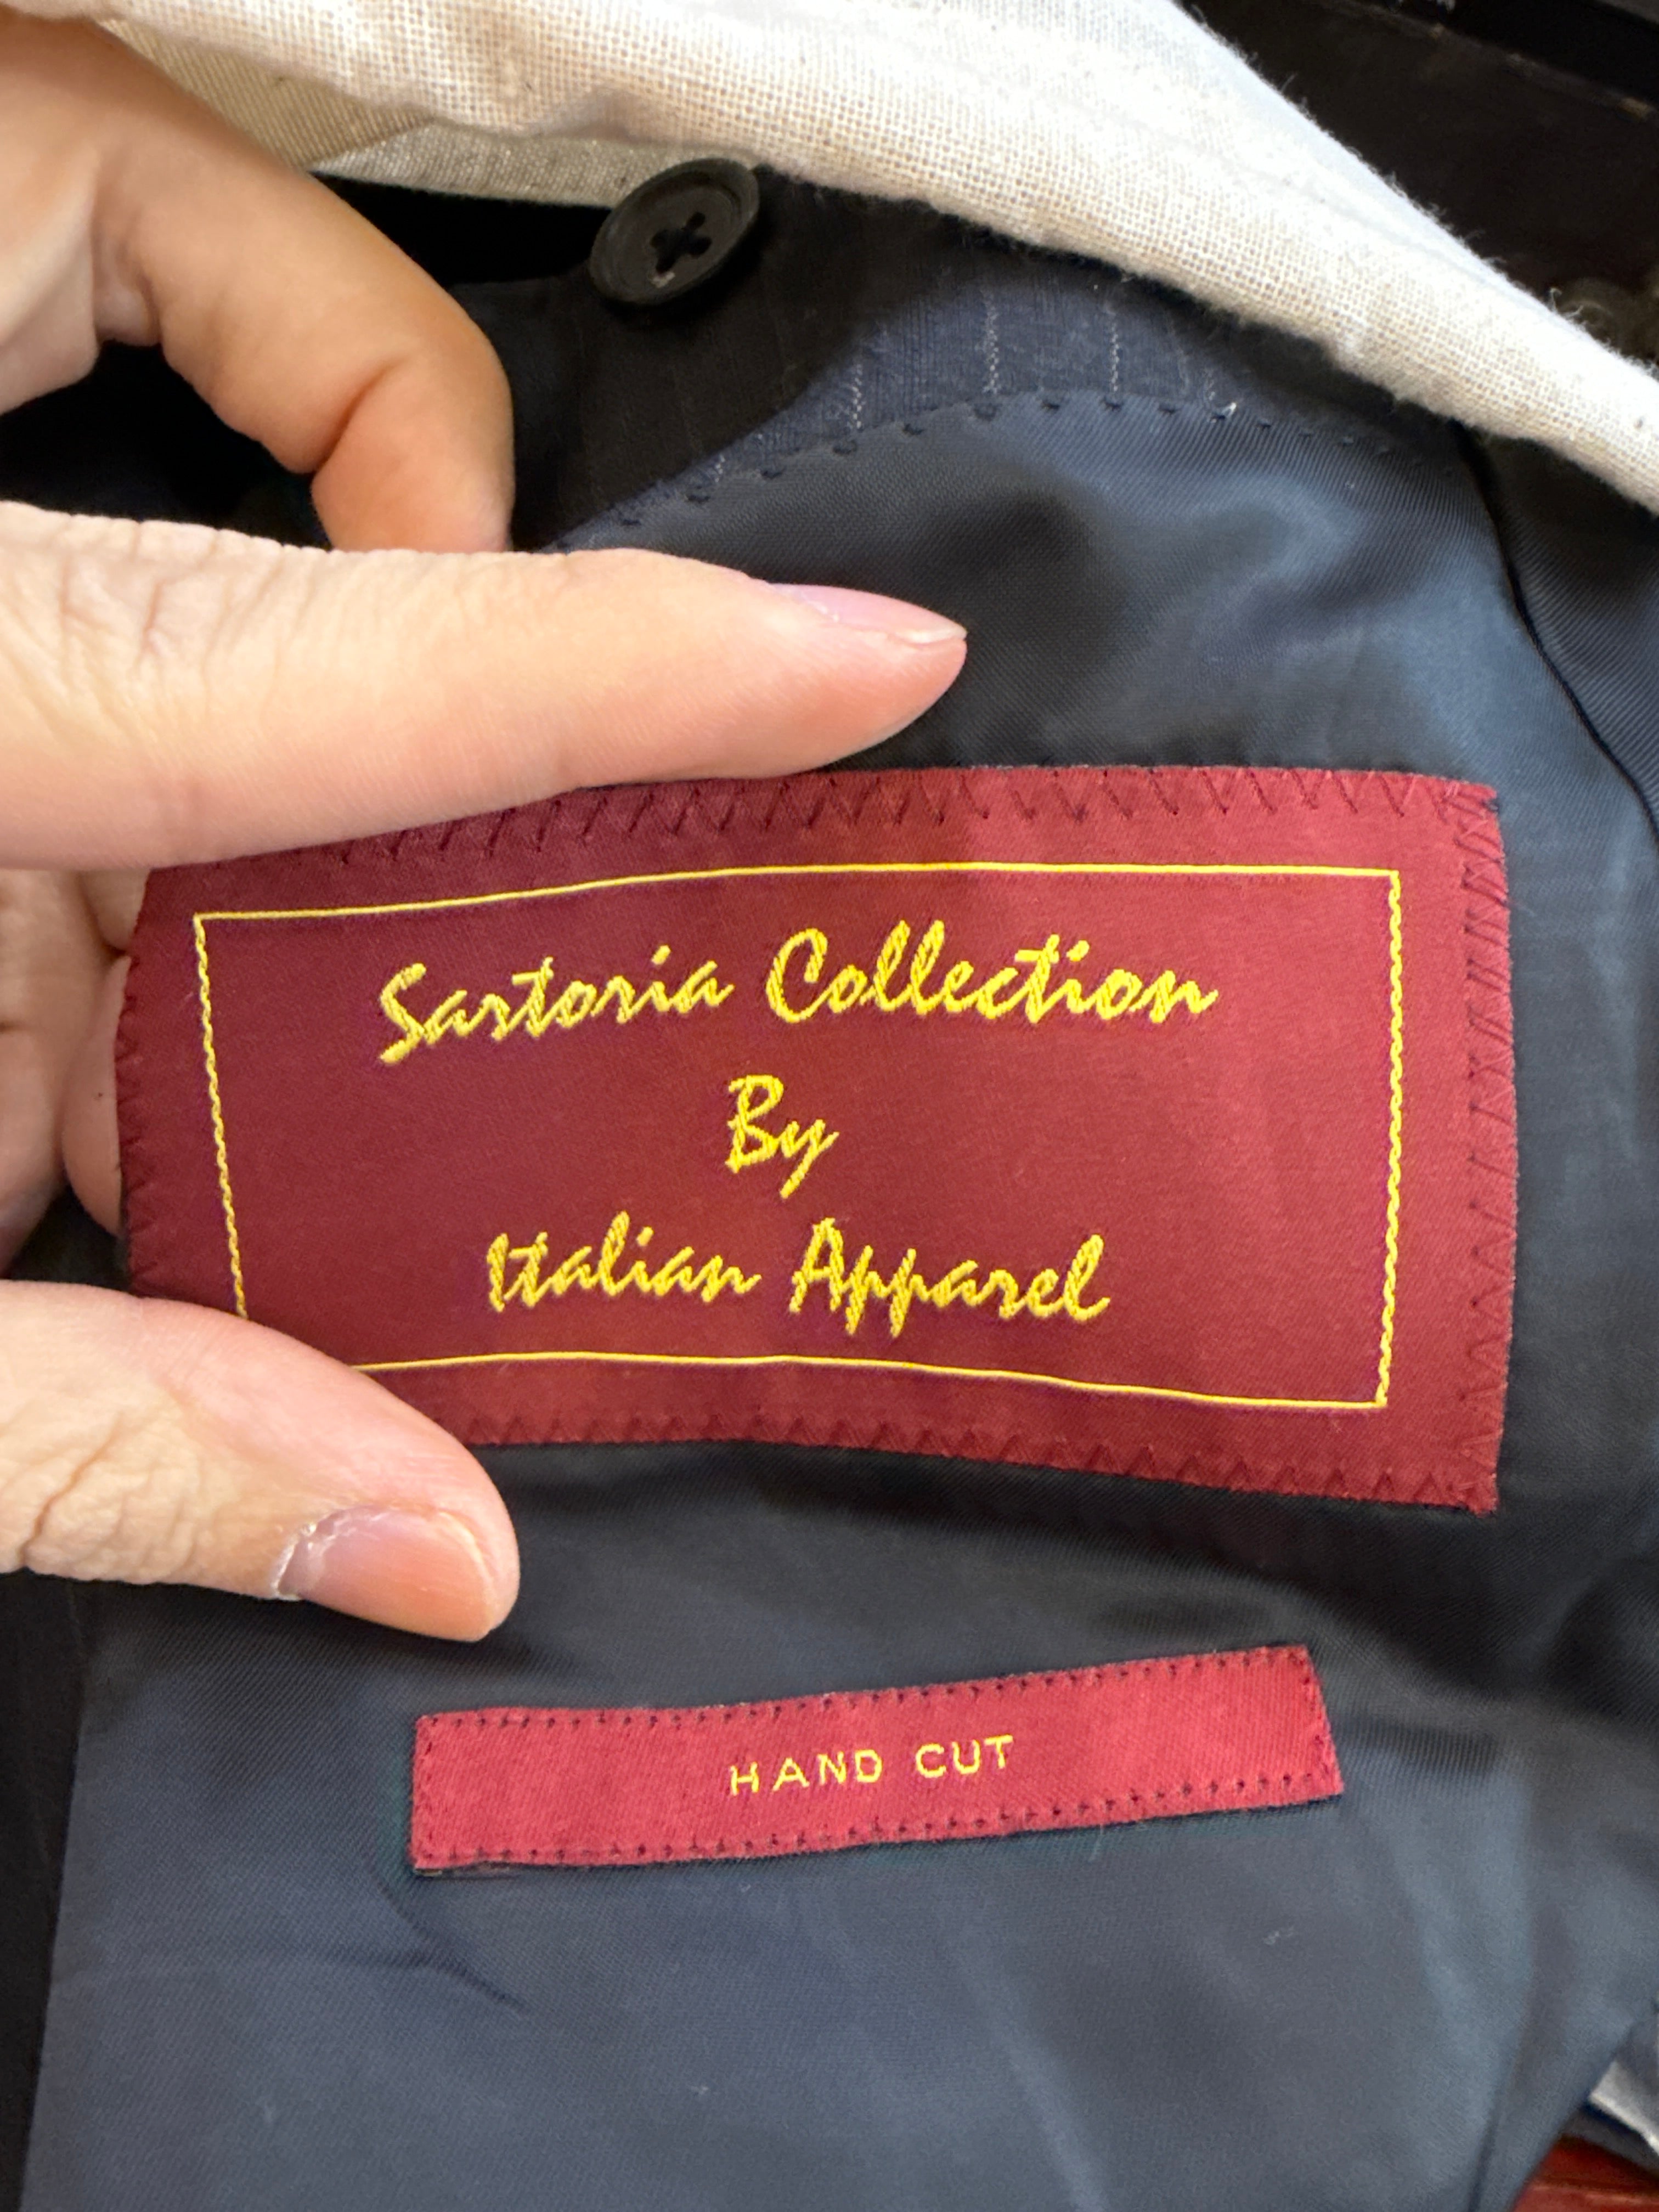 Sartoria Collection
By
Italian Apparel
HAND CUT